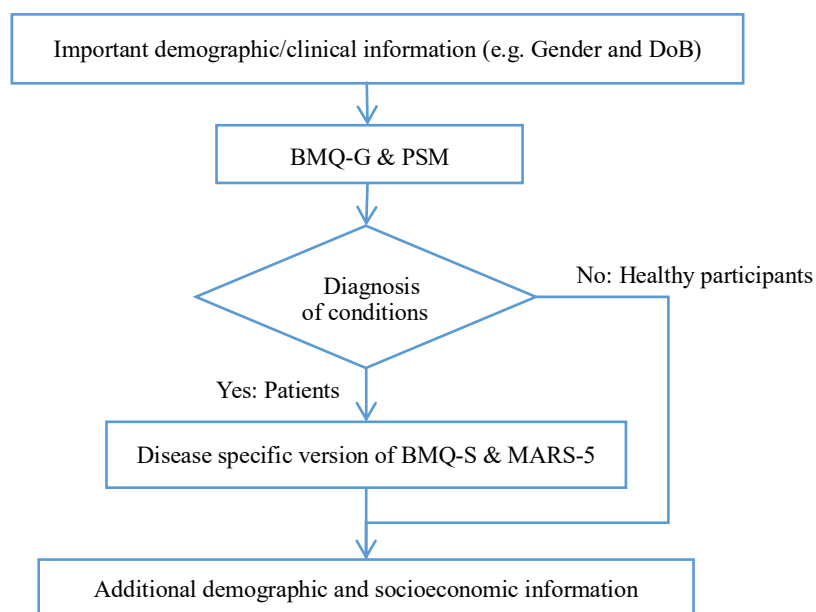 Important demographic/clinical information (e.g. Gender and DoB)
BMQ-G & PSM
Diagnosis
of conditions
No: Healthy participants
Yes: Patients
Disease specific version of BMQ-S & MARS-5
Additional demographic and socioeconomic information